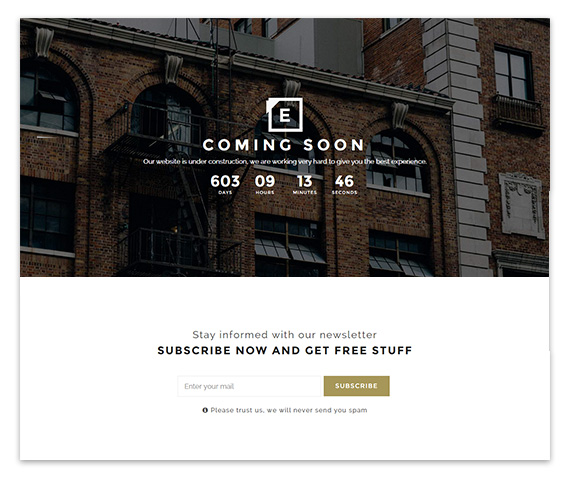 E
COMING SOON
Our website is under construction, we are working very hard to give you the best experience.
603 09 13 46
DAYS HOURS MINUTES SECONDS
Stay informed with our newsletter
SUBSCRIBE NOW AND GET FREE STUFF
Enter your mail SUBSCRIBE
Please trust us, we will never send you spam